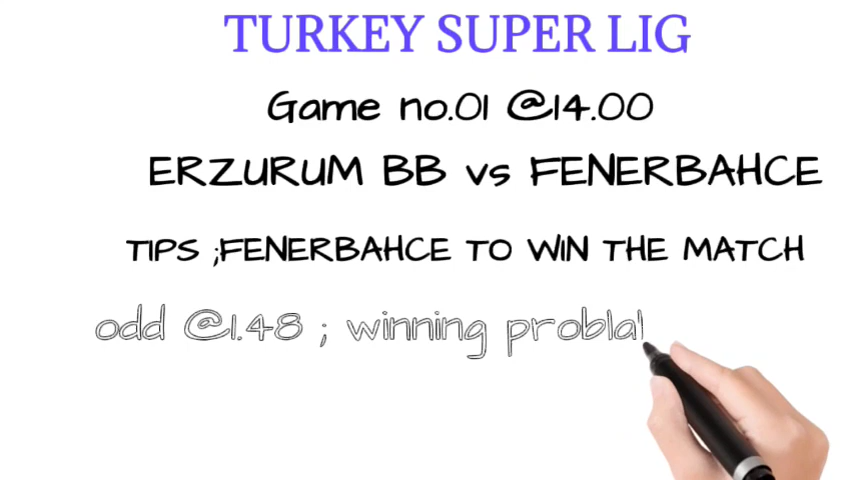 TURKEY SUPER LIG
Game no.01 @14.00
ERZURUM BB vs FENERBAHCE
TIPS ;FENERBAHCE TO WIN THE MATCH
odd @1.48 ; winning